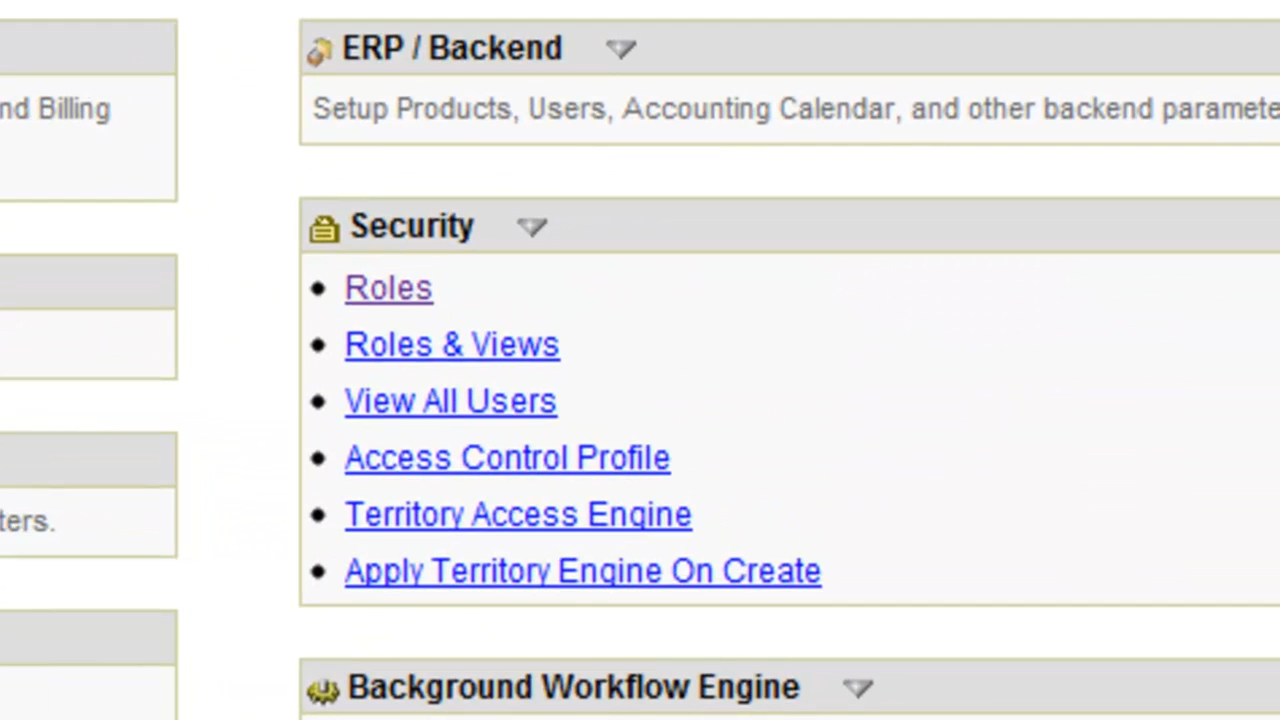 ERP / Backend
nd Billing
Setup Products, Users, Accounting Calendar, and other backend paramete
Security
Roles
Roles & Views
View All Users
Access Control Profile
Territory Access Engine
ters.
Apply Territory Engine On Create
Background Workflow Engine